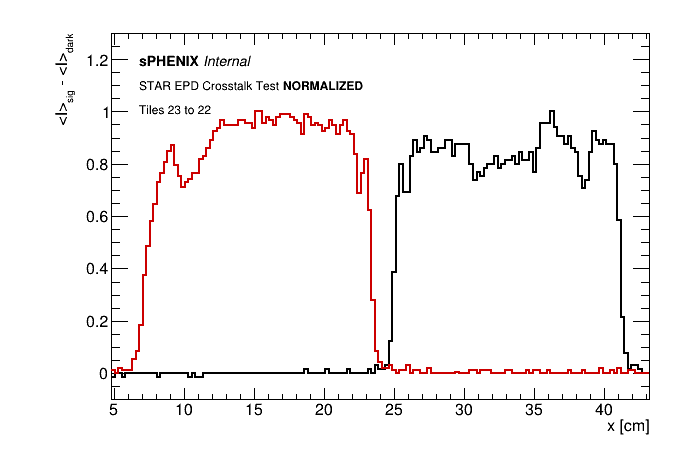 <I>sig - <I>dark
sPHENIX Internal
STAR EPD Crosstalk Test NORMALIZED
Tiles 23 to 22
1.2
1
0.8
0.6
0.4
0.2
0
5 10 15 20 25 30 35 40
x [cm]